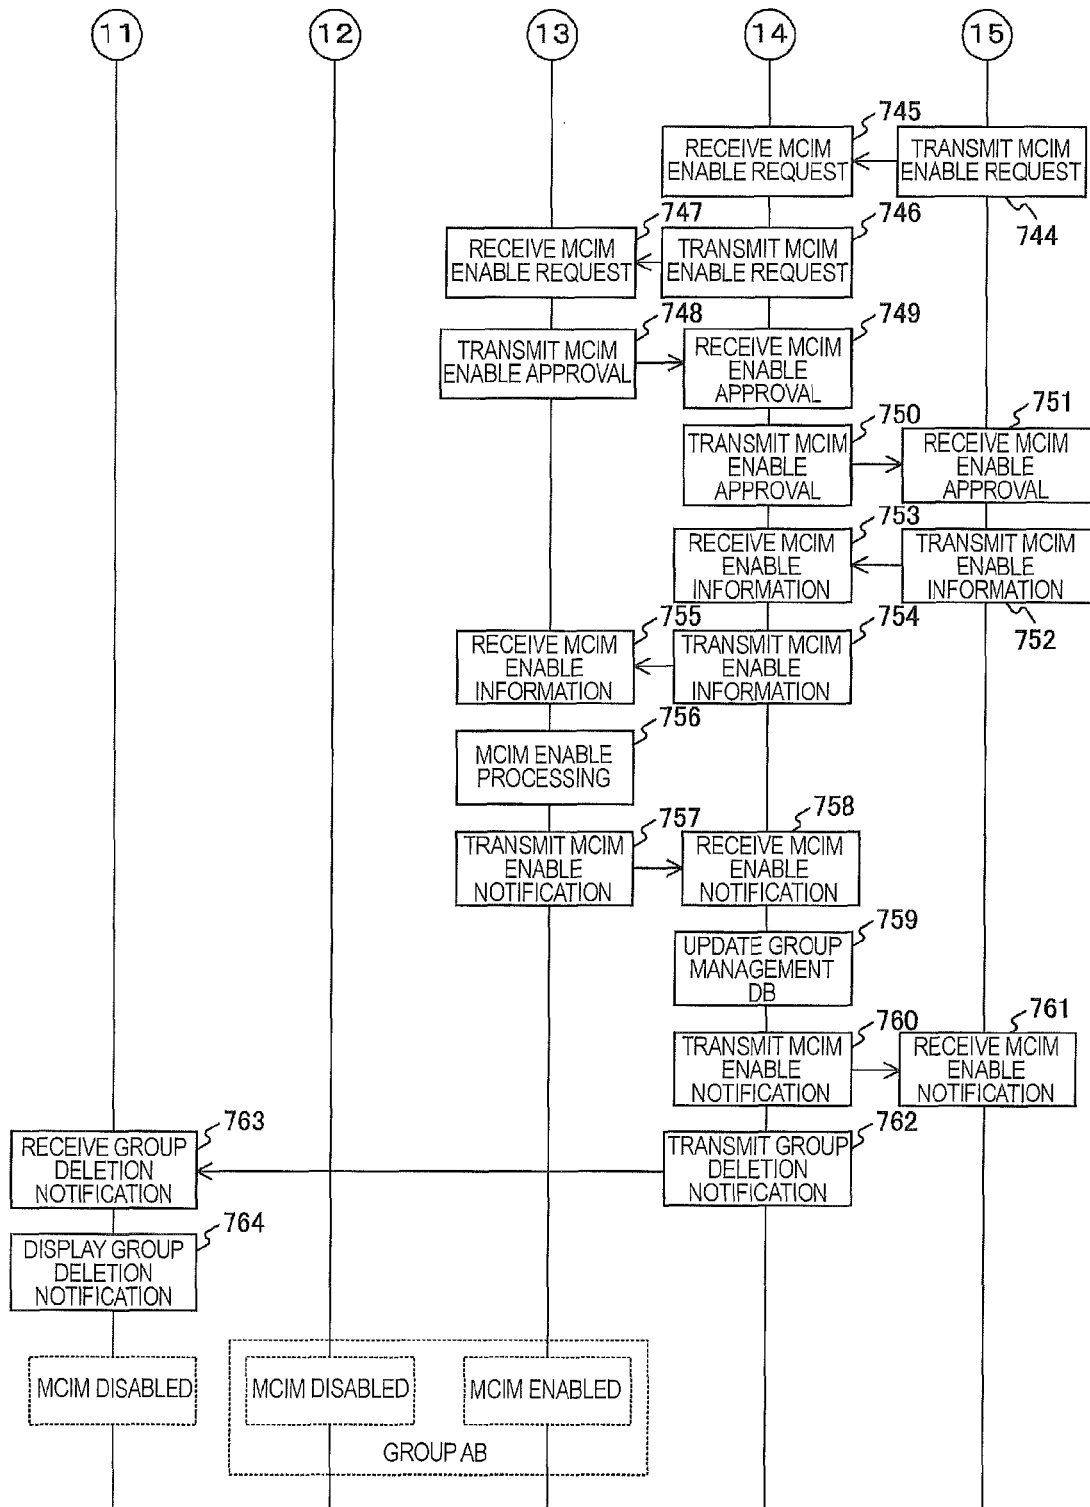 11 12 13 14 15
745
RECEIVE MCIM
ENABLE REQUEST
TRANSMIT MCIM
ENABLE REQUEST
744
747
RECEIVE MCIM
ENABLE REQUEST
746
TRANSMIT MCIM
ENABLE REQUEST
748
TRANSMIT MCIM
ENABLE APPROVAL
749
RECEIVE MCIM
ENABLE
APPROVAL
750
TRANSMIT MCIM
ENABLE
APPROVAL
751
RECEIVE MCIM
ENABLE
APPROVAL
753
RECEIVE MCIM
ENABLE
INFORMATION
TRANSMIT MCIM
ENABLE
INFORMATION
752
755
RECEIVE MCIM
ENABLE
INFORMATION
754
TRANSMIT MCIM
ENABLE
INFORMATION
756
MCIM ENABLE
PROCESSING
757
TRANSMIT MCIM
ENABLE
NOTIFICATION
758
RECEIVE MCIM
ENABLE
NOTIFICATION
759
UPDATE GROUP
MANAGEMENT
DB
760
TRANSMIT MCIM
ENABLE
NOTIFICATION
761
RECEIVE MCIM
ENABLE
NOTIFICATION
763
RECEIVE GROUP
DELETION
NOTIFICATION
762
TRANSMIT GROUP
DELETION
NOTIFICATION
764
DISPLAY GROUP
DELETION
NOTIFICATION
MCIM DISABLED
MCIM DISABLED
MCIM ENABLED
GROUP AB